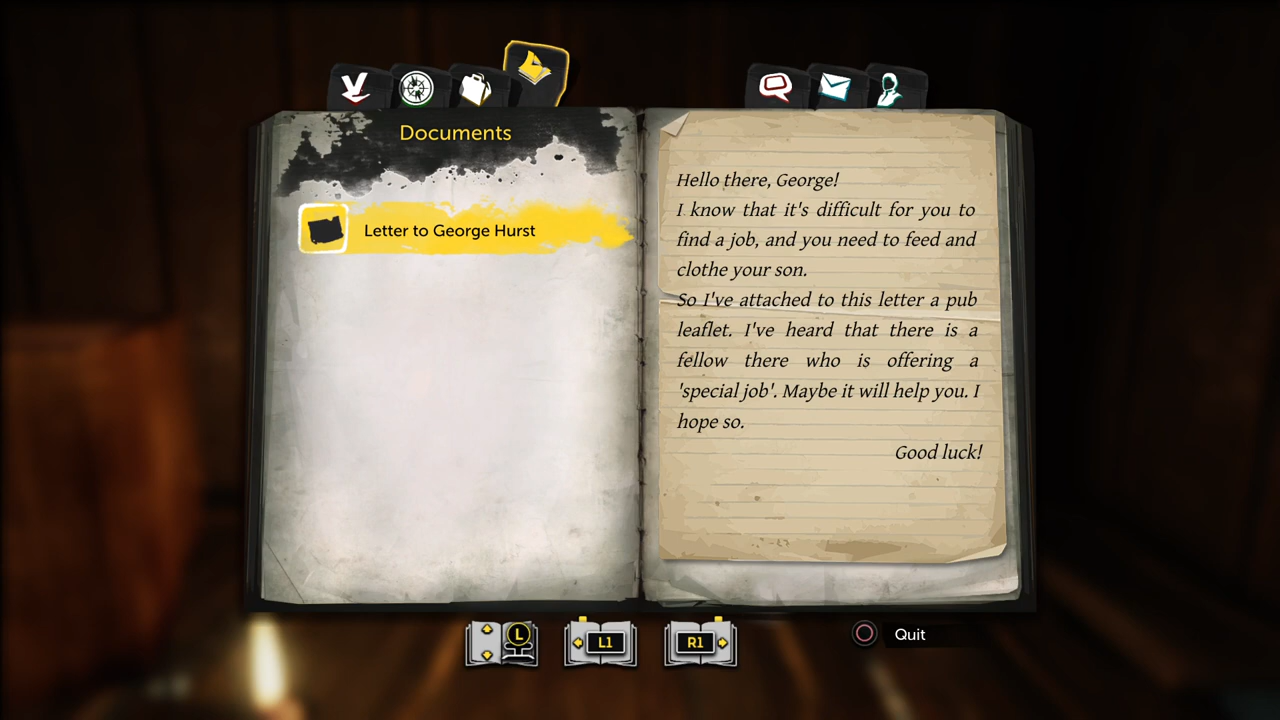 Documents
Letter to George Hurst
Hello there, George!
I know that it's difficult for you to
find a job, and you need to feed and
clothe your son.
So I've attached to this letter a pub
leaflet. I've heard that there is a
fellow there who is offering a
'special job'. Maybe it will help you. I
hope so.
Good luck!
L
L1
R1
Quit